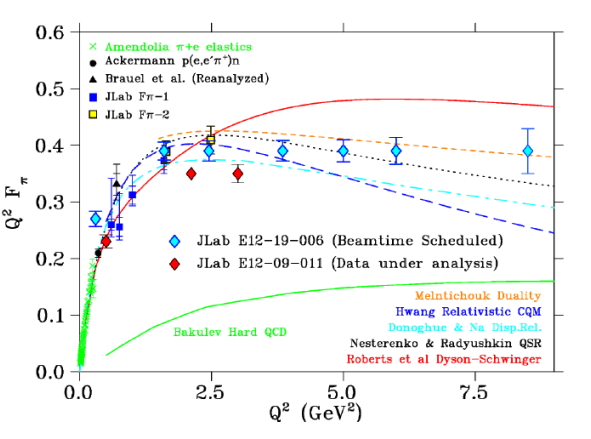 0.6
0.5
0.4
0.3
0.2
0.1
0.0
Q² Fπ
Amendolia π+e elastics
Ackermann p(e,e′π⁺)n
Brauel et al. (Reanalyzed)
JLab Fπ−1
JLab Fπ−2
JLab E12−19−006 (Beamtime Scheduled)
JLab E12−09−011 (Data under analysis)
Bakulev Hard QCD
Melnitchouk Duality
Hwang Relativistic CQM
Donoghue & Na Disp.Rel.
Nesterenko & Radyushkin QSR
Roberts et al Dyson−Schwinger
0.0 2.5 5.0 7.5
Q² (GeV²)